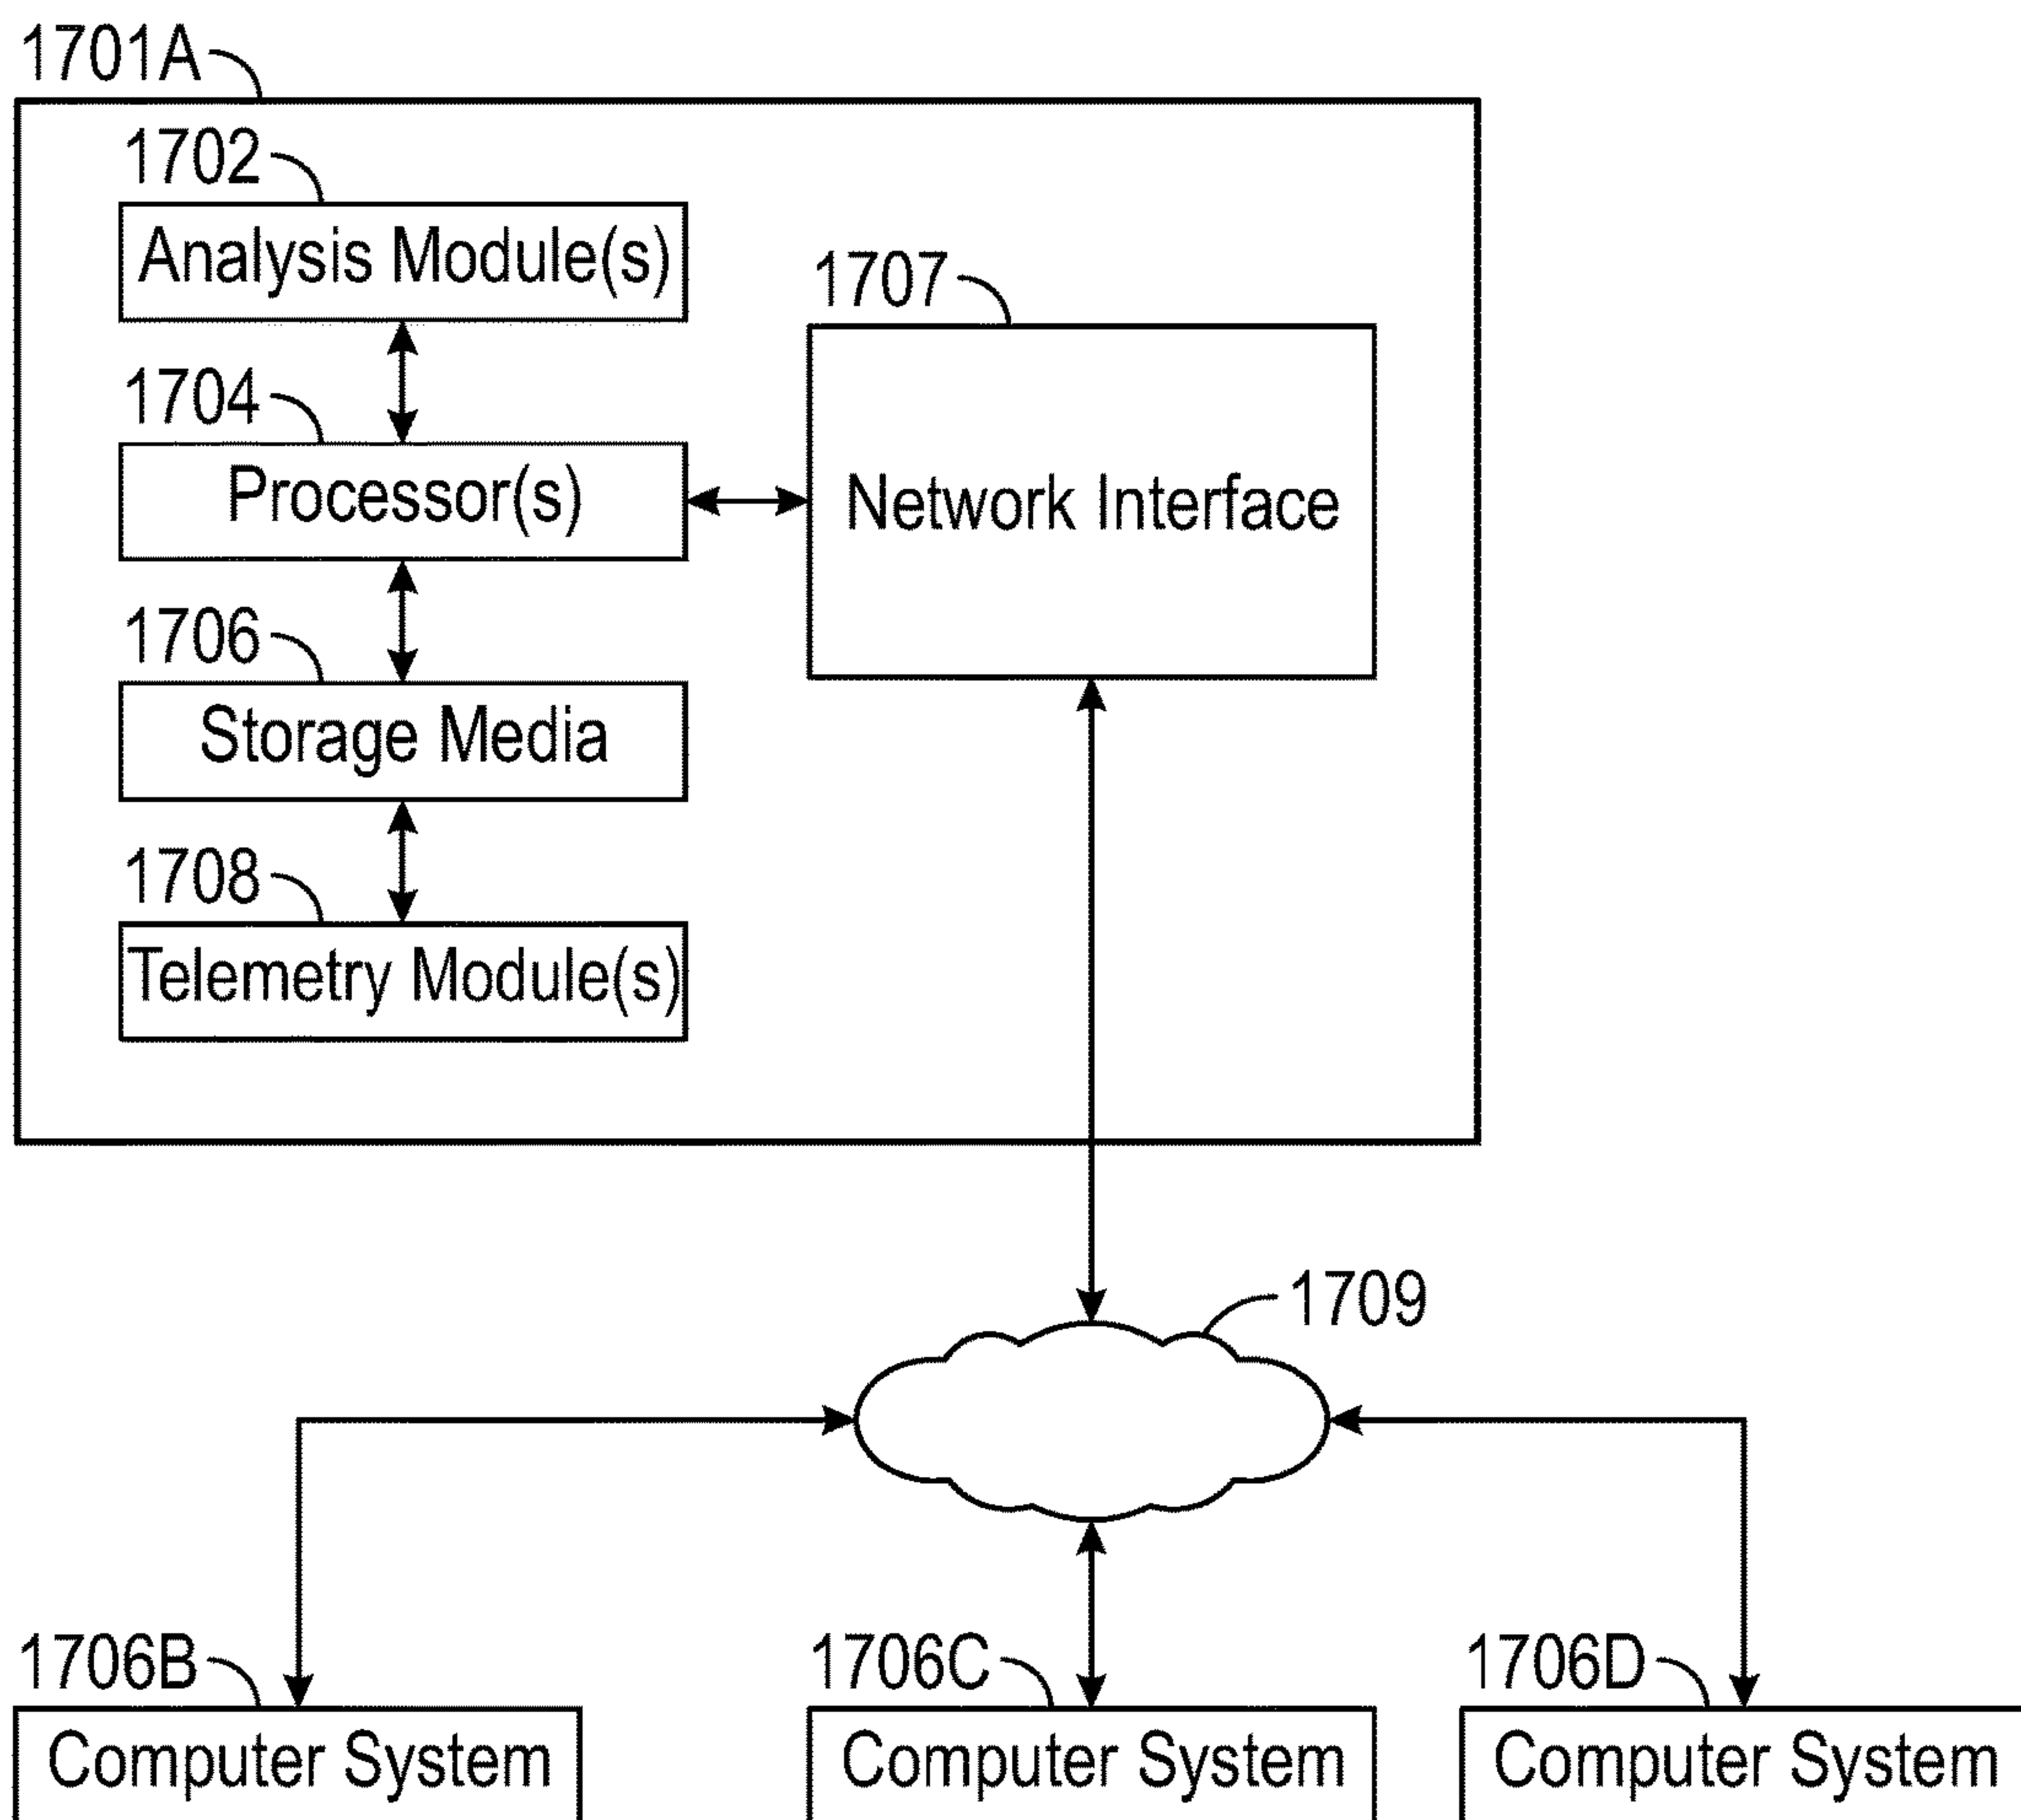 1701A
1702
Analysis Module(s)
1704
Processor(s)
1706
Storage Media
1708
Telemetry Module(s)
1707
Network Interface
1709
1706B
Computer System
1706C
Computer System
1706D
Computer System